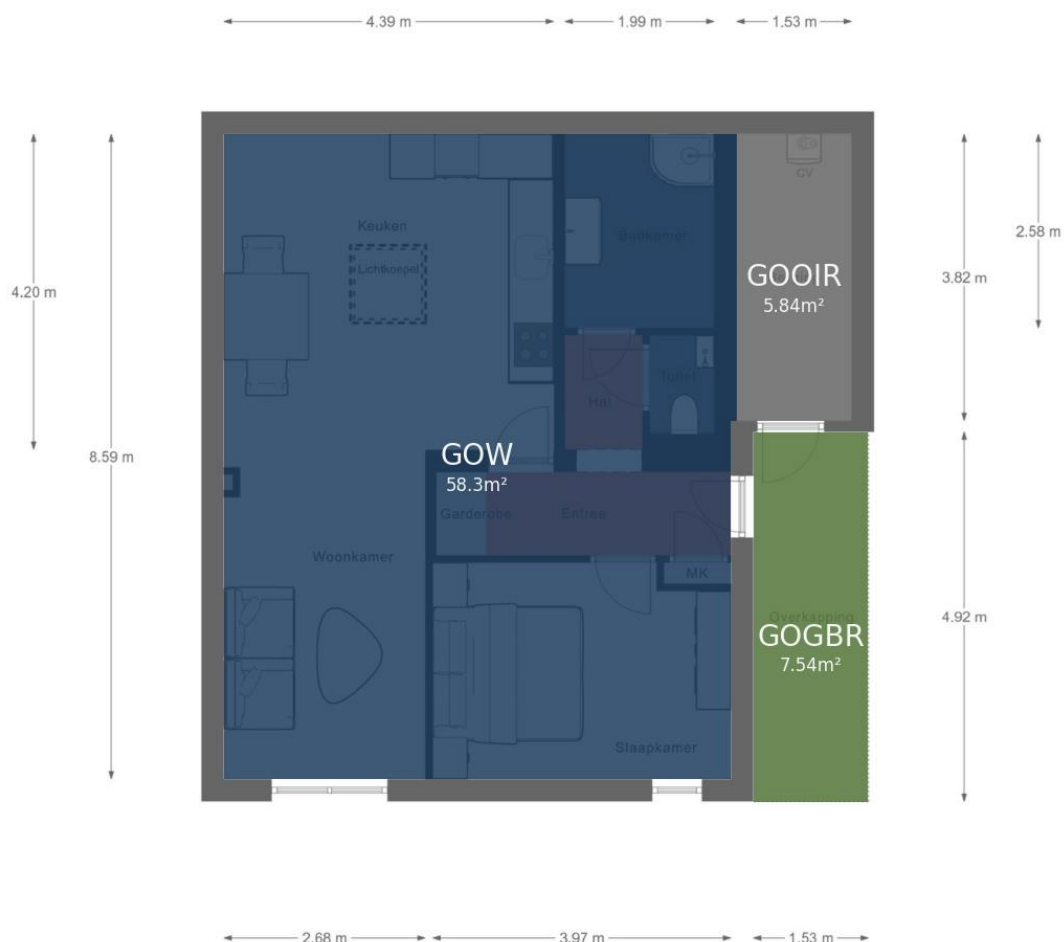 4.39 m
1.99 m
1.53 m
CV
Keuken
Badkamer
Lichtkoepel
2.58 m
GOOIR
3.82 m
5.84m²
4.20 m
Toilet
Hal
GOW
8.59 m
58.3m²
Garderobe
Entree
Woonkamer
MK
Overkapping
4.92 m
GOGBR
7.54m²
Slaapkamer
2.68 m
3.97 m
1.53 m